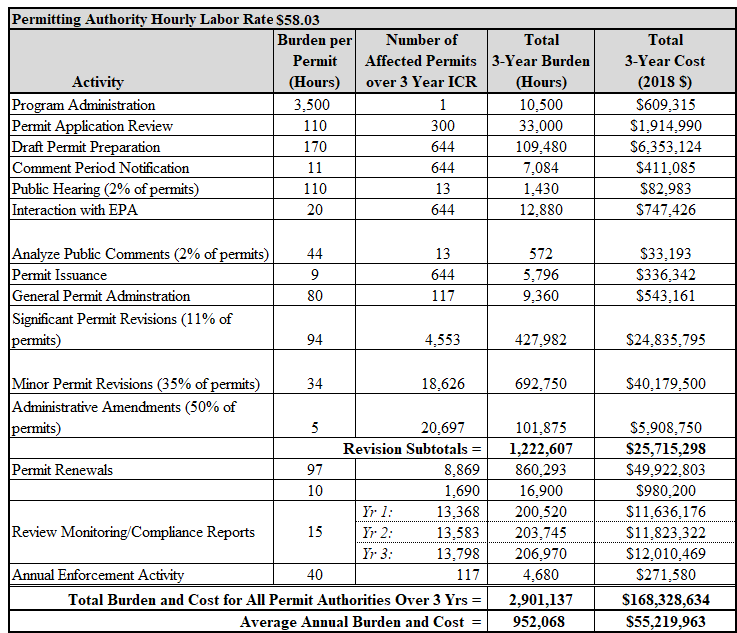 Permitting Authority Hourly Labor Rate $58.03
Activity Burden per Permit (Hours) Number of Affected Permits over 3 Year ICR Total 3-Year Burden (Hours) Total 3-Year Cost (2018 $)
Program Administration 3,500 1 10,500 $609,315
Permit Application Review 110 300 33,000 $1,914,990
Draft Permit Preparation 170 644 109,480 $6,353,124
Comment Period Notification 11 644 7,084 $411,085
Public Hearing (2% of permits) 110 13 1,430 $82,983
Interaction with EPA 20 644 12,880 $747,426
Analyze Public Comments (2% of permits) 44 13 572 $33,193
Permit Issuance 9 644 5,796 $336,342
General Permit Adminstration 80 117 9,360 $543,161
Significant Permit Revisions (11% of
permits) 94 4,553 427,982 $24,835,795
Minor Permit Revisions (35% of permits) 34 18,626 692,750 $40,179,500
Administrative Amendments (50% of
permits) 5 20,697 101,875 $5,908,750
Revision Subtotals = 1,222,607 $25,715,298
Permit Renewals 97 8,869 860,293 $49,922,803
10 1,690 16,900 $980,200
Review Monitoring/Compliance Reports 15 Yr 1: 13,368 200,520 $11,636,176
Yr 2: 13,583 203,745 $11,823,322
Yr 3: 13,798 206,970 $12,010,469
Annual Enforcement Activity 40 117 4,680 $271,580
Total Burden and Cost for All Permit Authorities Over 3 Yrs = 2,901,137 $168,328,634
Average Annual Burden and Cost = 952,068 $55,219,963